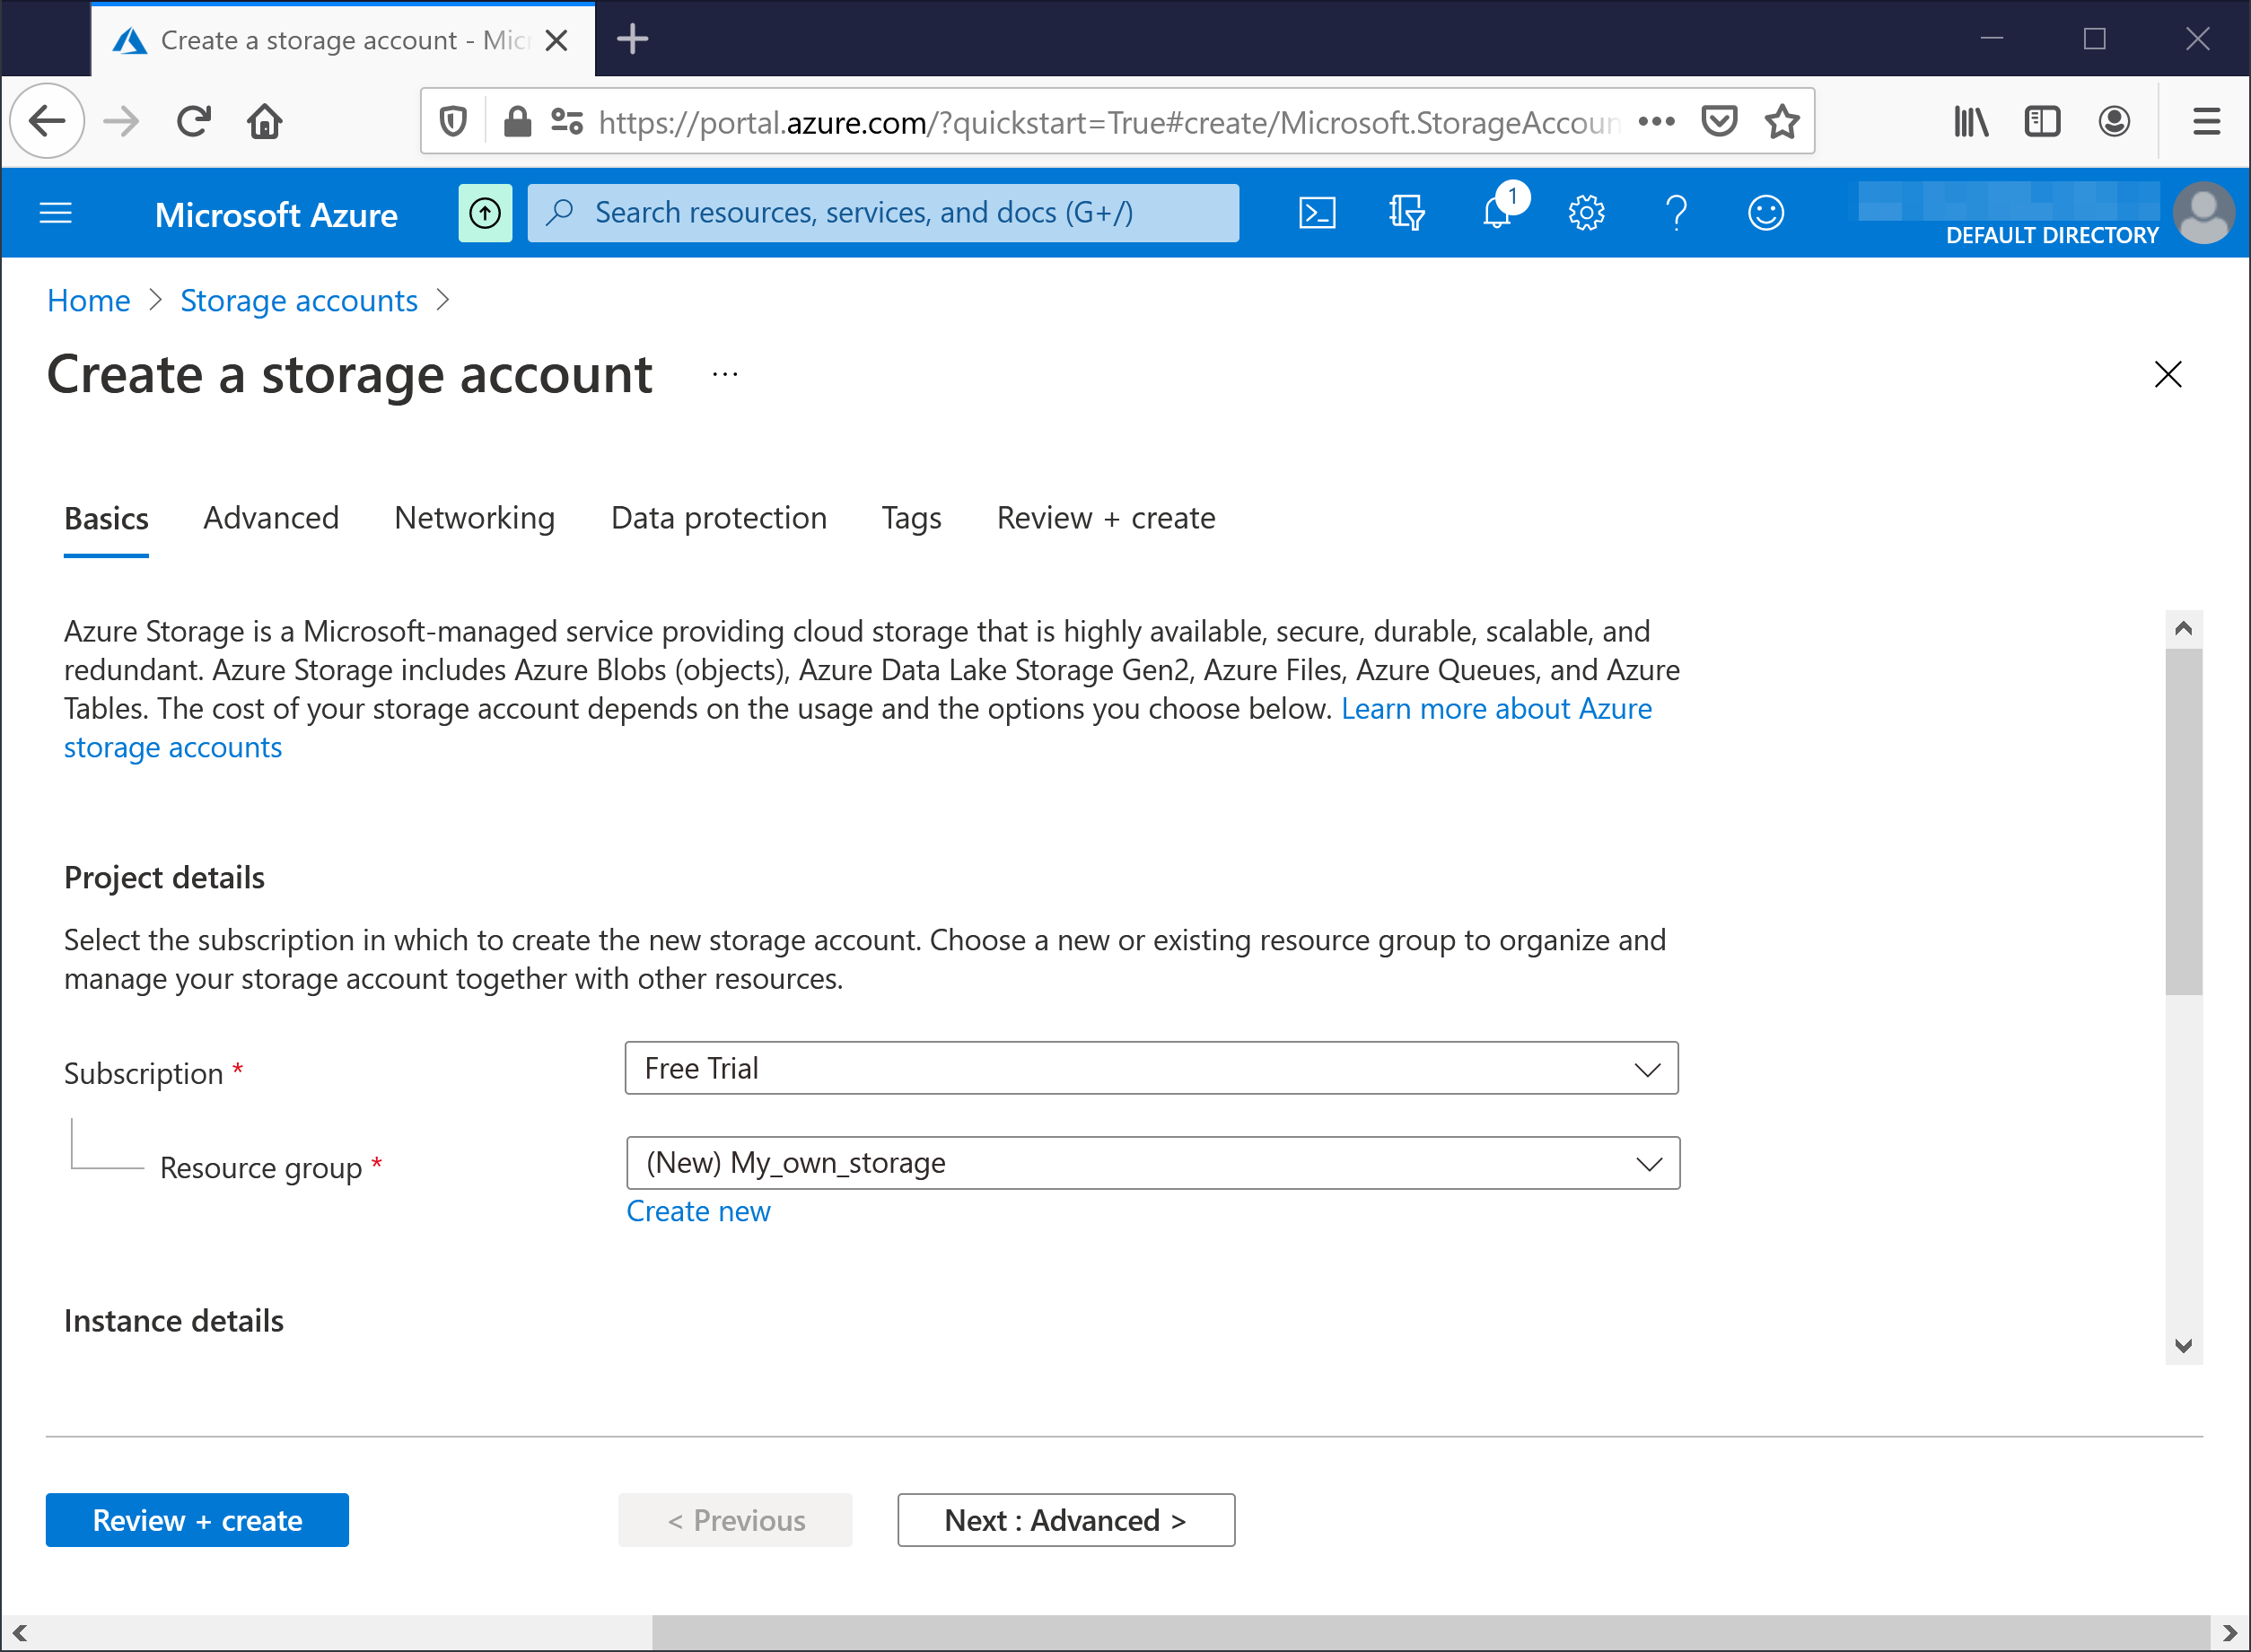 Create a storage account - Mic
https://portal.azure.com/?quickstart=True#create/Microsoft.StorageAccoun
Microsoft Azure
Search resources, services, and docs (G+/)
1
DEFAULT DIRECTORY
Home > Storage accounts >
Create a storage account ...
Basics Advanced Networking Data protection Tags Review + create
Azure Storage is a Microsoft-managed service providing cloud storage that is highly available, secure, durable, scalable, and
redundant. Azure Storage includes Azure Blobs (objects), Azure Data Lake Storage Gen2, Azure Files, Azure Queues, and Azure
Tables. The cost of your storage account depends on the usage and the options you choose below. Learn more about Azure
storage accounts
Project details
Select the subscription in which to create the new storage account. Choose a new or existing resource group to organize and
manage your storage account together with other resources.
Subscription * Free Trial
Resource group * (New) My_own_storage
Create new
Instance details
Review + create < Previous Next : Advanced >